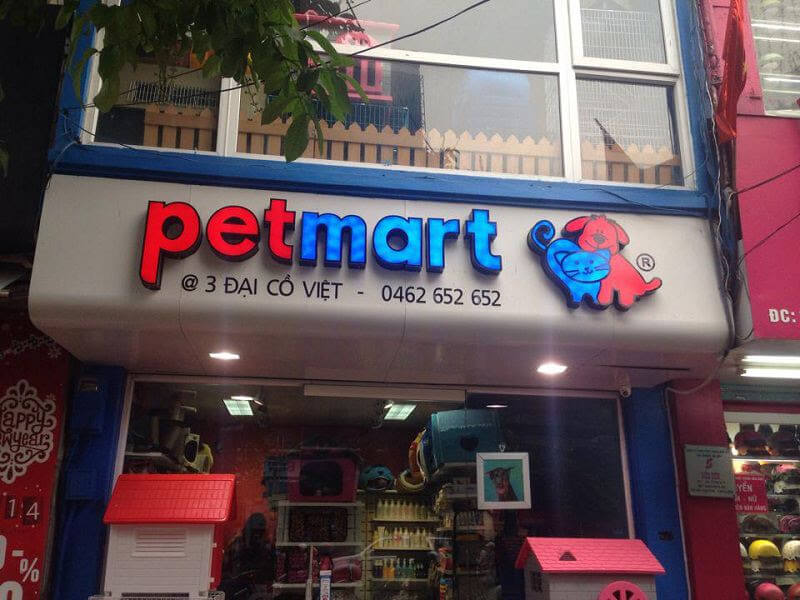 petmart
®
@ 3 ĐẠI CỒ VIỆT - 0462 652 652
ĐC:
Happy
new year
14
%